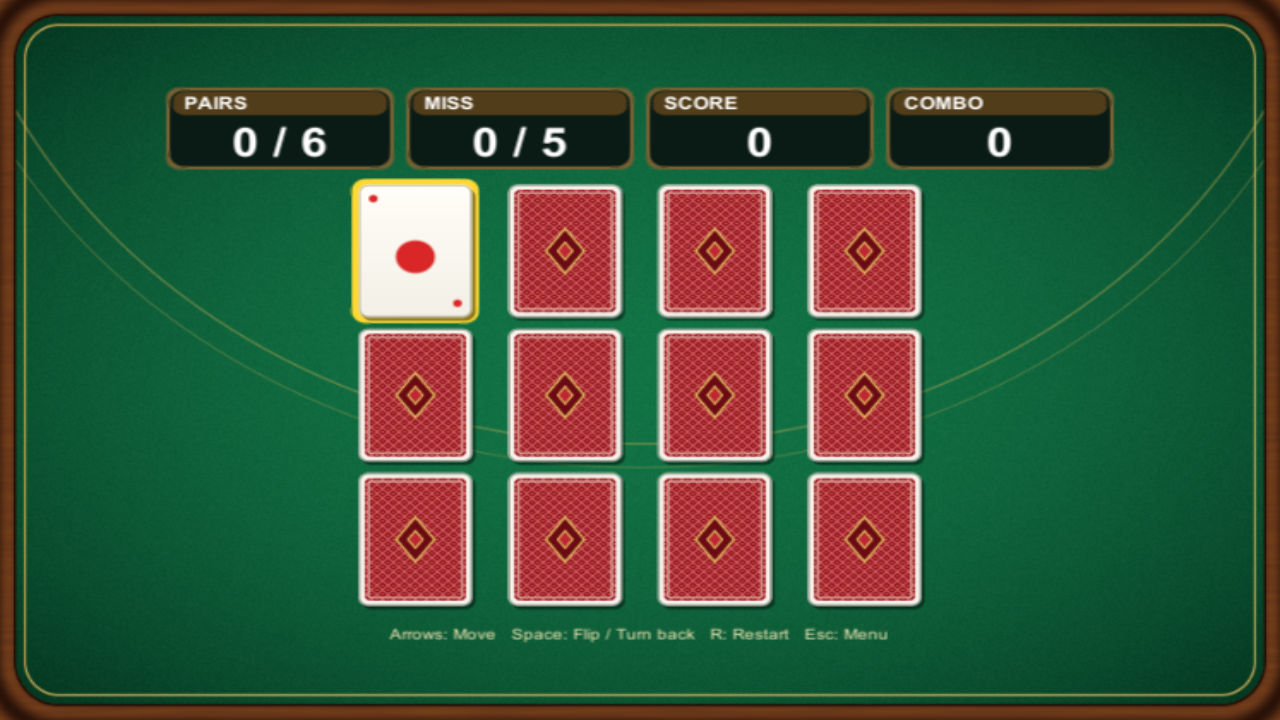 PAIRS
0 / 6
MISS
0 / 5
SCORE
0
COMBO
0
Arrows: Move Space: Flip / Turn back R: Restart Esc: Menu